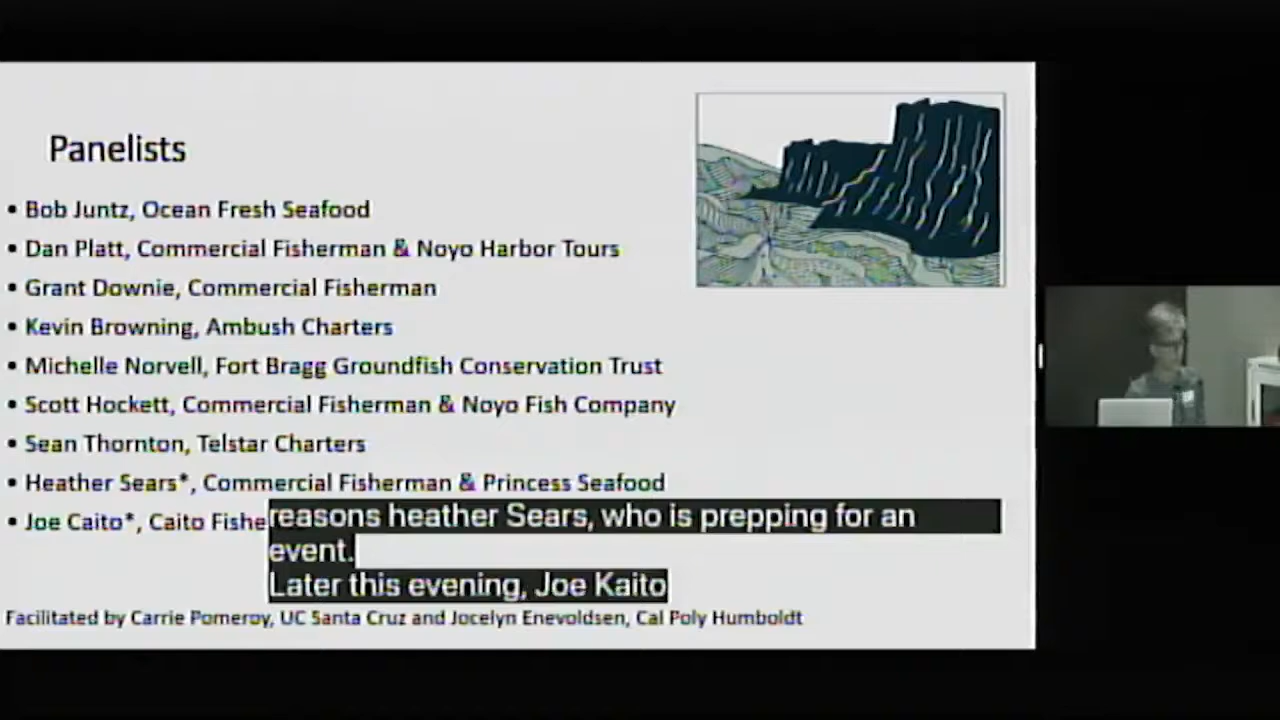 Panelists
• Bob Juntz, Ocean Fresh Seafood
• Dan Platt, Commercial Fisherman & Noyo Harbor Tours
• Grant Downie, Commercial Fisherman
• Kevin Browning, Ambush Charters
• Michelle Norvell, Fort Bragg Groundfish Conservation Trust
• Scott Hockett, Commercial Fisherman & Noyo Fish Company
• Sean Thornton, Telstar Charters
• Heather Sears*, Commercial Fisherman & Princess Seafood
• Joe Caito*, Caito Fishe
reasons heather Sears, who is prepping for an
event.
Later this evening, Joe Kaito
Facilitated by Carrie Pomeroy, UC Santa Cruz and Jocelyn Enevoldsen, Cal Poly Humboldt